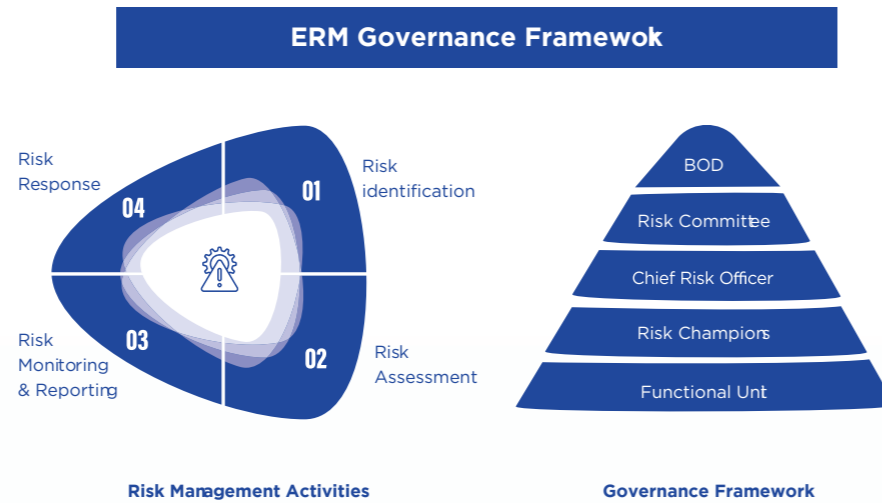 ERM Governance Framewok
Risk
Response
04
01
Risk
identification
03
Risk
Monitoring
& Reporting
02
Risk
Assessment
Risk Management Activities
BOD
Risk Committee
Chief Risk Officer
Risk Champions
Functional Unt
Governance Framework